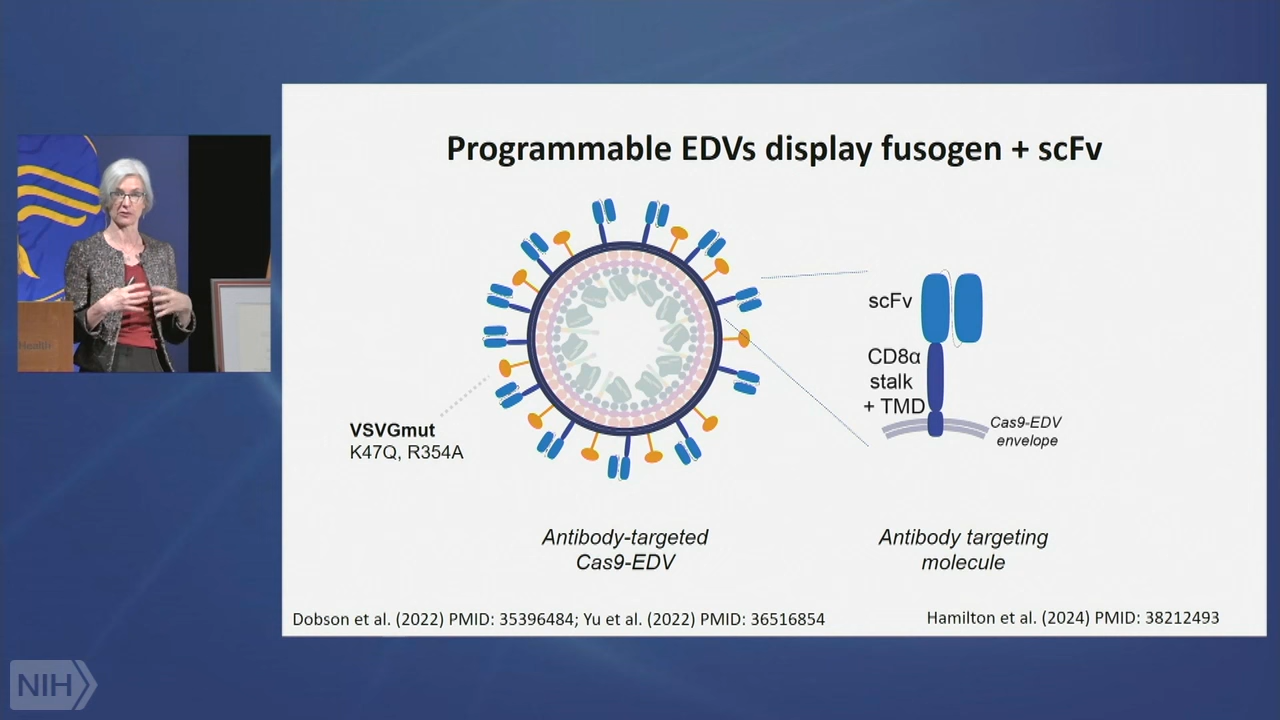 Programmable EDVs display fusogen + scFv
scFv
CD8α
stalk
+ TMD
Cas9-EDV
envelope
VSVGmut
K47Q, R354A
Antibody-targeted
Cas9-EDV
Antibody targeting
molecule
Dobson et al. (2022) PMID: 35396484; Yu et al. (2022) PMID: 36516854
Hamilton et al. (2024) PMID: 38212493
Health
NIH